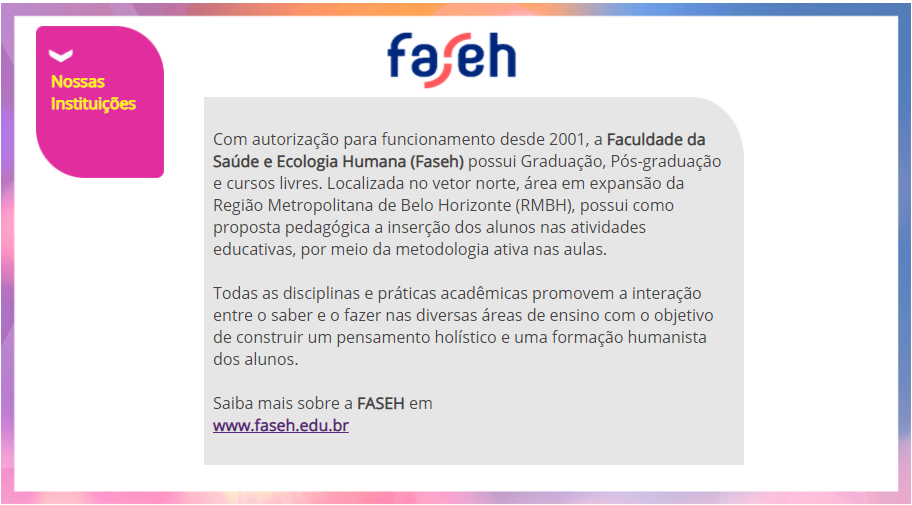 faseh
Nossas
Instituições
Com autorização para funcionamento desde 2001, a Faculdade da
Saúde e Ecologia Humana (Faseh) possui Graduação, Pós-graduação
e cursos livres. Localizada no vetor norte, área em expansão da
Região Metropolitana de Belo Horizonte (RMBH), possui como
proposta pedagógica a inserção dos alunos nas atividades
educativas, por meio da metodologia ativa nas aulas.
Todas as disciplinas e práticas acadêmicas promovem a interação
entre o saber e o fazer nas diversas áreas de ensino com o objetivo
de construir um pensamento holístico e uma formação humanista
dos alunos.
Saiba mais sobre a FASEH em
www.faseh.edu.br